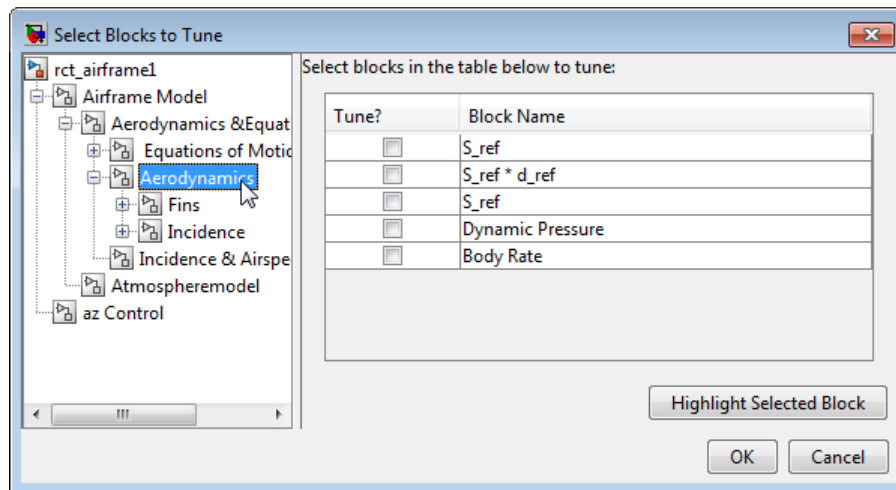 Select Blocks to Tune
rct_airframe1
Airframe Model
Aerodynamics &Equat
Equations of Motic
Aerodynamics
Fins
Incidence
Incidence & Airspe
Atmospheremodel
az Control
Select blocks in the table below to tune:
Tune? Block Name
S_ref
S_ref * d_ref
S_ref
Dynamic Pressure
Body Rate
Highlight Selected Block
OK Cancel